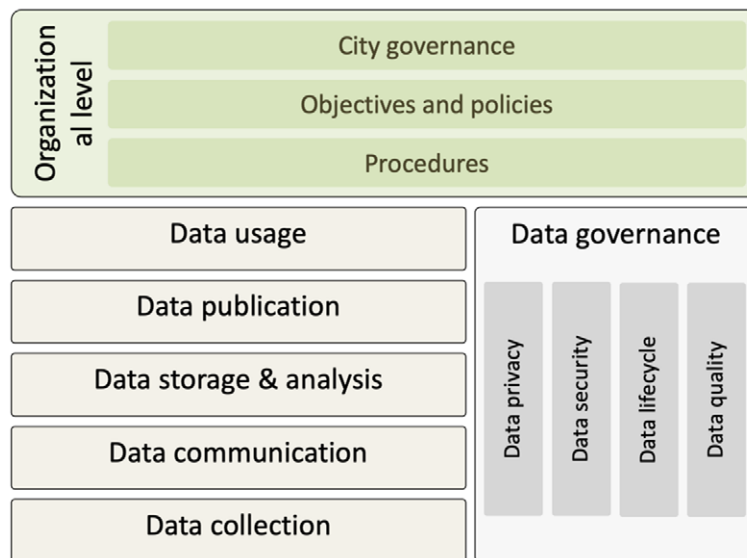 Organization
al level
City governance
Objectives and policies
Procedures
Data usage
Data publication
Data storage & analysis
Data communication
Data collection
Data governance
Data privacy
Data security
Data lifecycle
Data quality